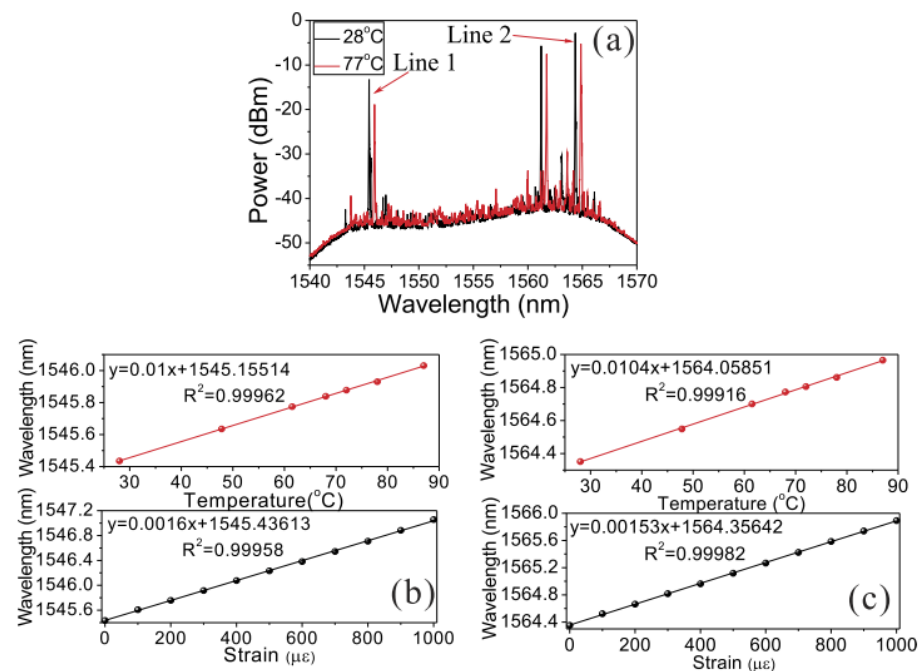 0
-10
-20
-30
-40
-50
Power (dBm)
28°C
77°C
Line 1
Line 2
(a)
1540 1545 1550 1555 1560 1565 1570
Wavelength (nm)
Wavelength (nm)
1546.0
1545.8
1545.6
1545.4
y=0.01x+1545.15514
R²=0.99962
30 40 50 60 70 80 90
Temperature(°C)
Wavelength (nm)
1565.0
1564.8
1564.6
1564.4
y=0.0104x+1564.05851
R²=0.99916
30 40 50 60 70 80 90
Temperature (°C)
Wavelength (nm)
1547.2
1546.8
1546.4
1546.0
1545.6
y=0.0016x+1545.43613
R²=0.99958
(b)
0 200 400 600 800 1000
Strain (με)
Wavelength (nm)
1566.0
1565.6
1565.2
1564.8
1564.4
y=0.00153x+1564.35642
R²=0.99982
(c)
0 200 400 600 800 1000
Strain (με)